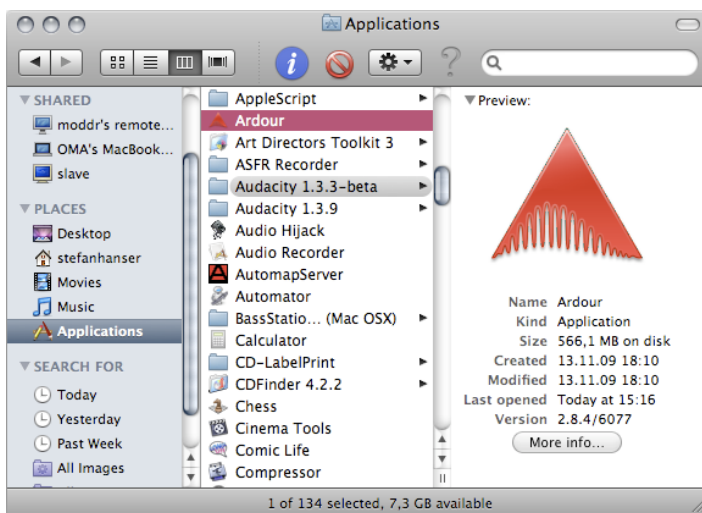 Applications
SHARED
moddr's remote...
OMA's MacBook...
slave
PLACES
Desktop
stefanhanser
Movies
Music
Applications
SEARCH FOR
Today
Yesterday
Past Week
All Images
AppleScript
Ardour
Art Directors Toolkit 3
ASFR Recorder
Audacity 1.3.3-beta
Audacity 1.3.9
Audio Hijack
Audio Recorder
AutomapServer
Automator
BassStatio... (Mac OSX)
Calculator
CD-LabelPrint
CDFinder 4.2.2
Chess
Cinema Tools
Comic Life
Compressor
Preview:
Name Ardour
Kind Application
Size 566,1 MB on disk
Created 13.11.09 18:10
Modified 13.11.09 18:10
Last opened Today at 15:16
Version 2.8.4/6077
More info...
1 of 134 selected, 7,3 GB available